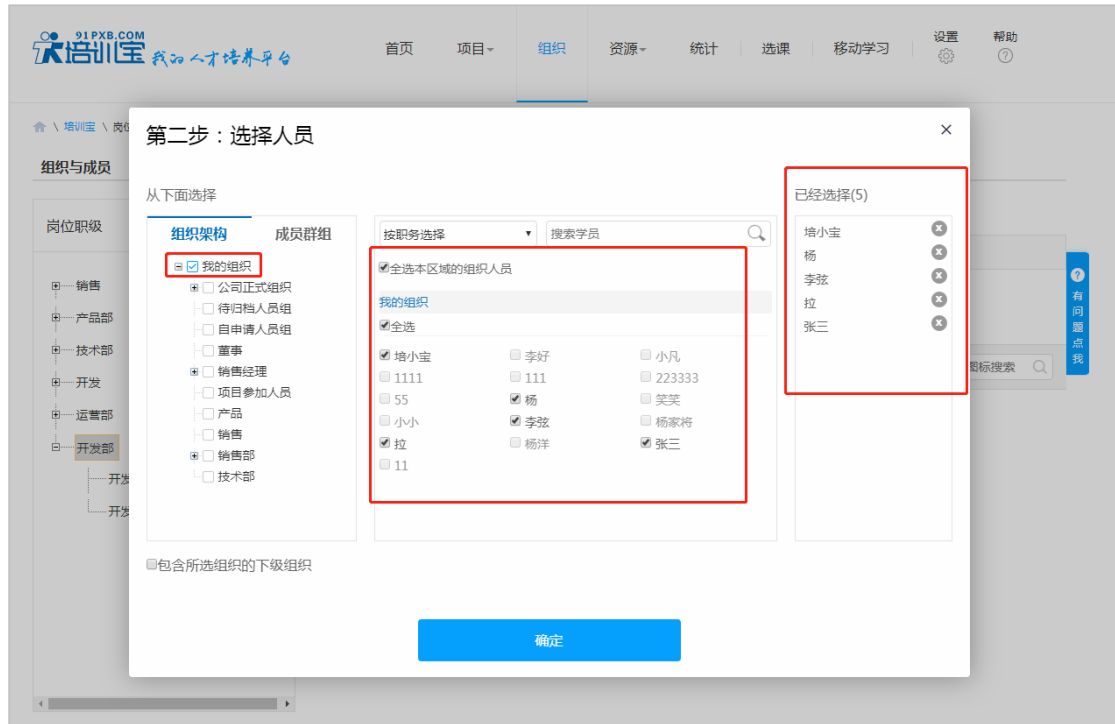 91PXB.COM
培训宝 我的人才培养平台
首页 项目 组织 资源 统计 选课 移动学习 设置 帮助
\ 培训宝 \ 岗
组织与成员
岗位职级
销售
产品部
技术部
开发
运营部
开发部
开发
开发
第二步：选择人员
×
从下面选择
组织架构 成员群组
我的组织
公司正式组织
待归档人员组
自申请人员组
董事
销售经理
项目参加人员
产品
销售
销售部
技术部
按职务选择 搜索学员
全选本区域的组织人员
我的组织
全选
培小宝 李好 小凡
1111 111 223333
55 杨 笑笑
小小 李弦 杨家将
拉 杨洋 张三
11
已经选择(5)
培小宝
杨
李弦
拉
张三
包含所选组织的下级组织
确定
图标搜索
?
有
问
题
点
我